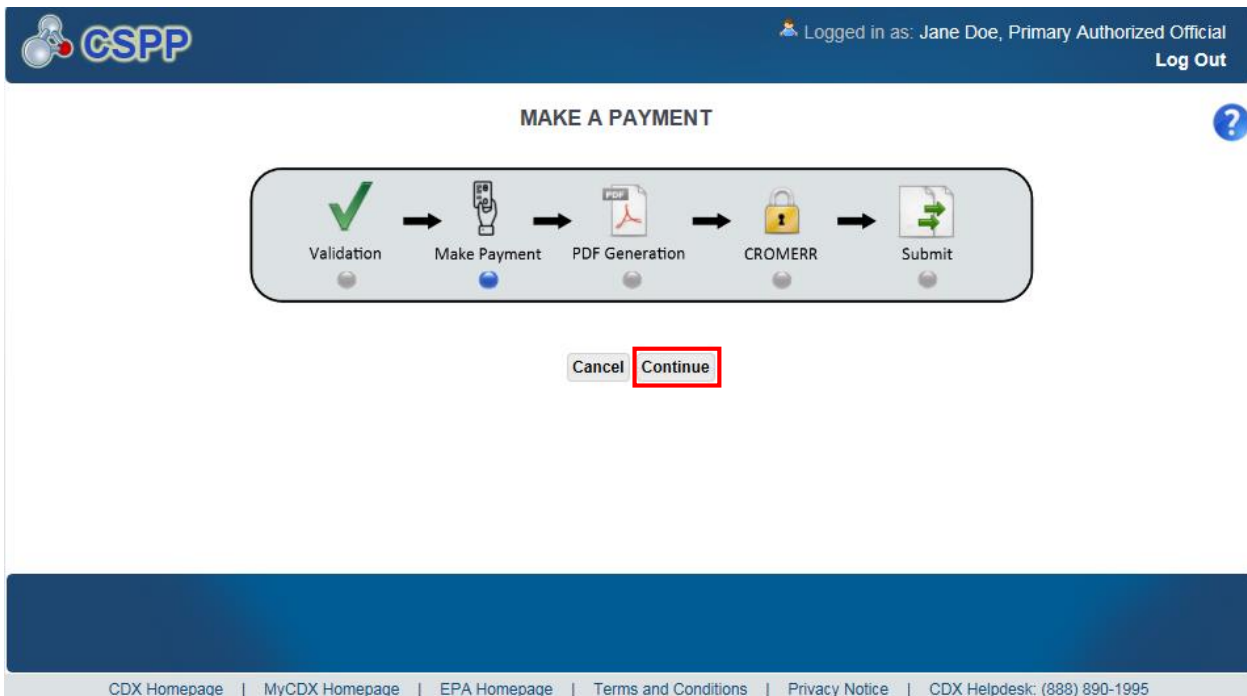 CSPP
Logged in as: Jane Doe, Primary Authorized Official
Log Out
MAKE A PAYMENT
?
Validation Make Payment PDF Generation CROMERR Submit
PDF
Cancel Continue
CDX Homepage | MyCDX Homepage | EPA Homepage | Terms and Conditions | Privacy Notice | CDX Helpdesk: (888) 890-1995